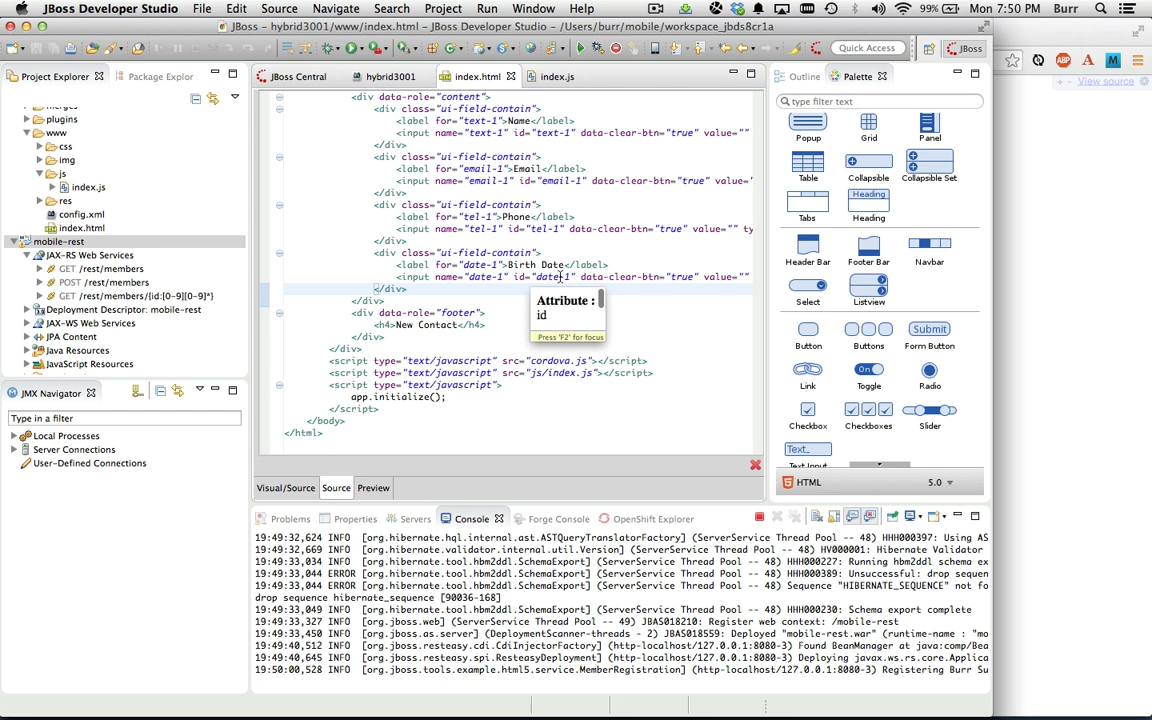 JBoss Developer Studio File Edit Source Navigate Search Project Run Window Help 99% Mon 7:50 PM Burr
JBoss - hybrid3001/www/index.html - JBoss Developer Studio - /Users/burr/mobile/workspace_jbds8cr1a
Quick Access JBoss
Project Explorer Package Explor
JBoss Central hybrid3001 index.html index.js
Outline Palette
View source
merges
plugins
www
css
img
js
index.js
res
config.xml
index.html
mobile-rest
JAX-RS Web Services
GET /rest/members
POST /rest/members
GET /rest/members/{id:[0-9][0-9]*}
Deployment Descriptor: mobile-rest
JAX-WS Web Services
JPA Content
Java Resources
JavaScript Resources
JMX Navigator
Type in a filter
Local Processes
Server Connections
User-Defined Connections
<div data-role="content">
<div class="ui-field-contain">
<label for="text-1">Name</label>
<input name="text-1" id="text-1" data-clear-btn="true" value=""
</div>
<div class="ui-field-contain">
<label for="email-1">Email</label>
<input name="email-1" id="email-1" data-clear-btn="true" value="
</div>
<div class="ui-field-contain">
<label for="tel-1">Phone</label>
<input name="tel-1" id="tel-1" data-clear-btn="true" value="" ty
</div>
<div class="ui-field-contain">
<label for="date-1">Birth Date</label>
<input name="date-1" id="date-1" data-clear-btn="true" value=""
</div>
</div>
<div data-role="footer">
<h4>New Contact</h4>
</div>
</div>
<script type="text/javascript" src="cordova.js"></script>
<script type="text/javascript" src="js/index.js"></script>
<script type="text/javascript">
app.initialize();
</script>
</body>
</html>
Attribute :
id
Press 'F2' for focus
Visual/Source Source Preview
type filter text
Popup Grid Panel
Table Collapsible Collapsible Set
Heading
Tabs Heading
Header Bar Footer Bar Navbar
Select Listview
Submit
Button Buttons Form Button
On
Link Toggle Radio
Checkbox Checkboxes Slider
Text_
Text Input
HTML 5.0
Problems Properties Servers Console Forge Console OpenShift Explorer
19:49:32,624 INFO [org.hibernate.hql.internal.ast.ASTQueryTranslatorFactory] (ServerService Thread Pool -- 48) HHH000397: Using AS
19:49:32,669 INFO [org.hibernate.validator.internal.util.Version] (ServerService Thread Pool -- 48) HV000001: Hibernate Validator
19:49:33,034 INFO [org.hibernate.tool.hbm2ddl.SchemaExport] (ServerService Thread Pool -- 48) HHH000227: Running hbm2ddl schema ex
19:49:33,044 ERROR [org.hibernate.tool.hbm2ddl.SchemaExport] (ServerService Thread Pool -- 48) HHH000389: Unsuccessful: drop sequen
19:49:33,044 ERROR [org.hibernate.tool.hbm2ddl.SchemaExport] (ServerService Thread Pool -- 48) Sequence "HIBERNATE_SEQUENCE" not fo
drop sequence hibernate_sequence [90036-168]
19:49:33,049 INFO [org.hibernate.tool.hbm2ddl.SchemaExport] (ServerService Thread Pool -- 48) HHH000230: Schema export complete
19:49:33,327 INFO [org.jboss.web] (ServerService Thread Pool -- 49) JBAS018210: Register web context: /mobile-rest
19:49:33,450 INFO [org.jboss.as.server] (DeploymentScanner-threads - 2) JBAS018559: Deployed "mobile-rest.war" (runtime-name : "mo
19:49:40,512 INFO [org.jboss.resteasy.cdi.CdiInjectorFactory] (http-localhost/127.0.0.1:8080-3) Found BeanManager at java:comp/Bea
19:49:40,645 INFO [org.jboss.resteasy.spi.ResteasyDeployment] (http-localhost/127.0.0.1:8080-3) Deploying javax.ws.rs.core.Applica
19:50:00,528 INFO [org.jboss.tools.example.html5.service.MemberRegistration] (http-localhost/127.0.0.1:8080-3) Registering Burr Su